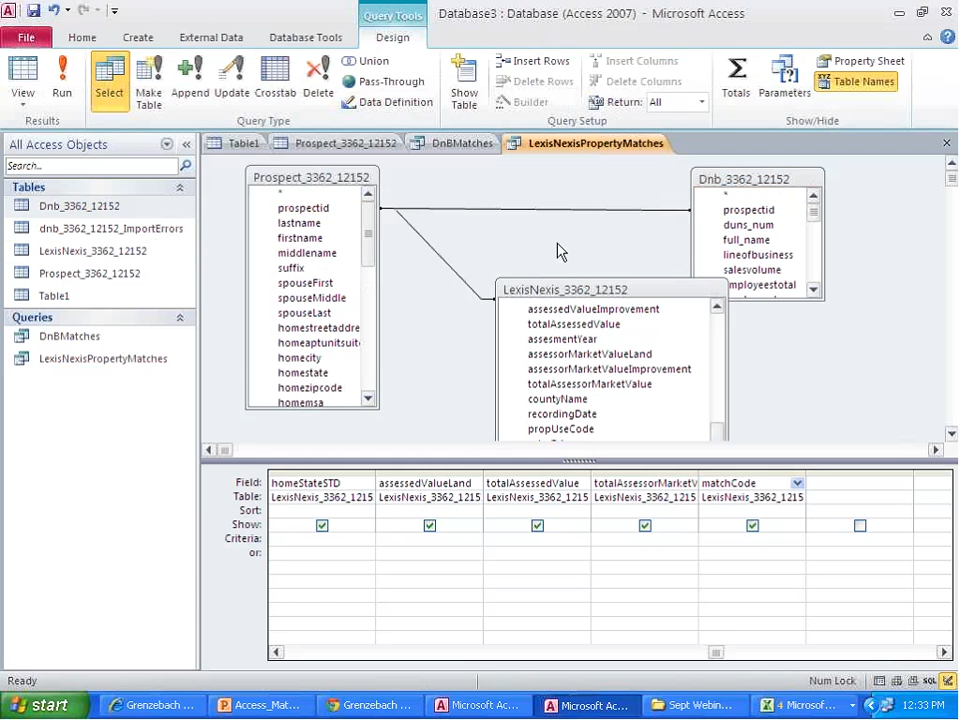 Query Tools
Database3 : Database (Access 2007) - Microsoft Access
File Home Create External Data Database Tools Design
View
Run
Select
Make Table
Append
Update
Crosstab
Delete
Union
Pass-Through
Data Definition
Show Table
Insert Rows
Delete Rows
Builder
Insert Columns
Delete Columns
Return: All
Totals
Parameters
Property Sheet
Table Names
Results
Query Type
Query Setup
Show/Hide
All Access Objects
Search...
Tables
Dnb_3362_12152
dnb_3362_12152_ImportErrors
LexisNexis_3362_12152
Prospect_3362_12152
Table1
Queries
DnBMatches
LexisNexisPropertyMatches
Table1 Prospect_3362_12152 DnBMatches LexisNexisPropertyMatches
Prospect_3362_12152
*
prospectid
lastname
firstname
middlename
suffix
spouseFirst
spouseMiddle
spouseLast
homestreetaddre
homeaptunitsuit
homecity
homestate
homezipcode
homemsa
Dnb_3362_12152
*
prospectid
duns_num
full_name
lineofbusiness
salesvolume
employeestotal
LexisNexis_3362_12152
assessedValueImprovement
totalAssessedValue
assesmentYear
assessorMarketValueLand
assessorMarketValueImprovement
totalAssessorMarketValue
countyName
recordingDate
propUseCode
Field: homeStateSTD assessedValueLand totalAssessedValue totalAssessorMarketV matchCode
Table: LexisNexis_3362_1215 LexisNexis_3362_1215 LexisNexis_3362_1215 LexisNexis_3362_1215 LexisNexis_3362_1215
Sort:
Show:
Criteria:
or:
Ready
Num Lock
SQL
start
Grenzebach ...
Access_Mat...
Grenzebach ...
Microsoft Ac...
Microsoft Ac...
Sept Webin...
4 Microsof...
12:33 PM